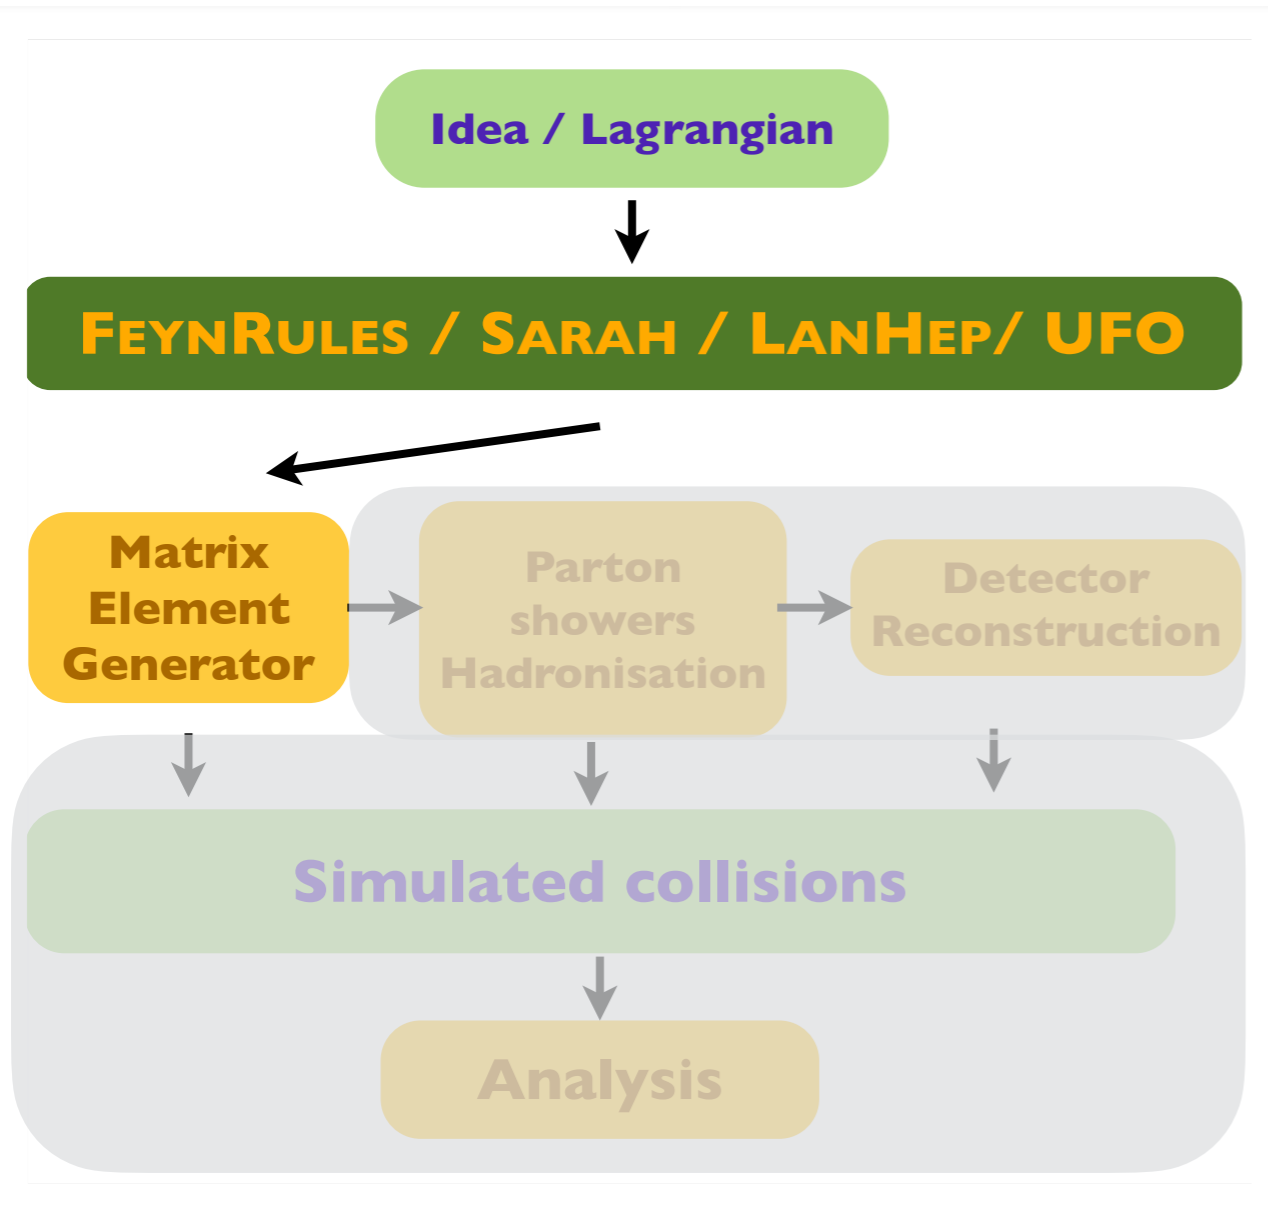 Idea / Lagrangian
FEYNRULES / SARAH / LANHEP/ UFO
Matrix
Element
Generator
Parton
showers
Hadronisation
Detector
Reconstruction
Simulated collisions
Analysis